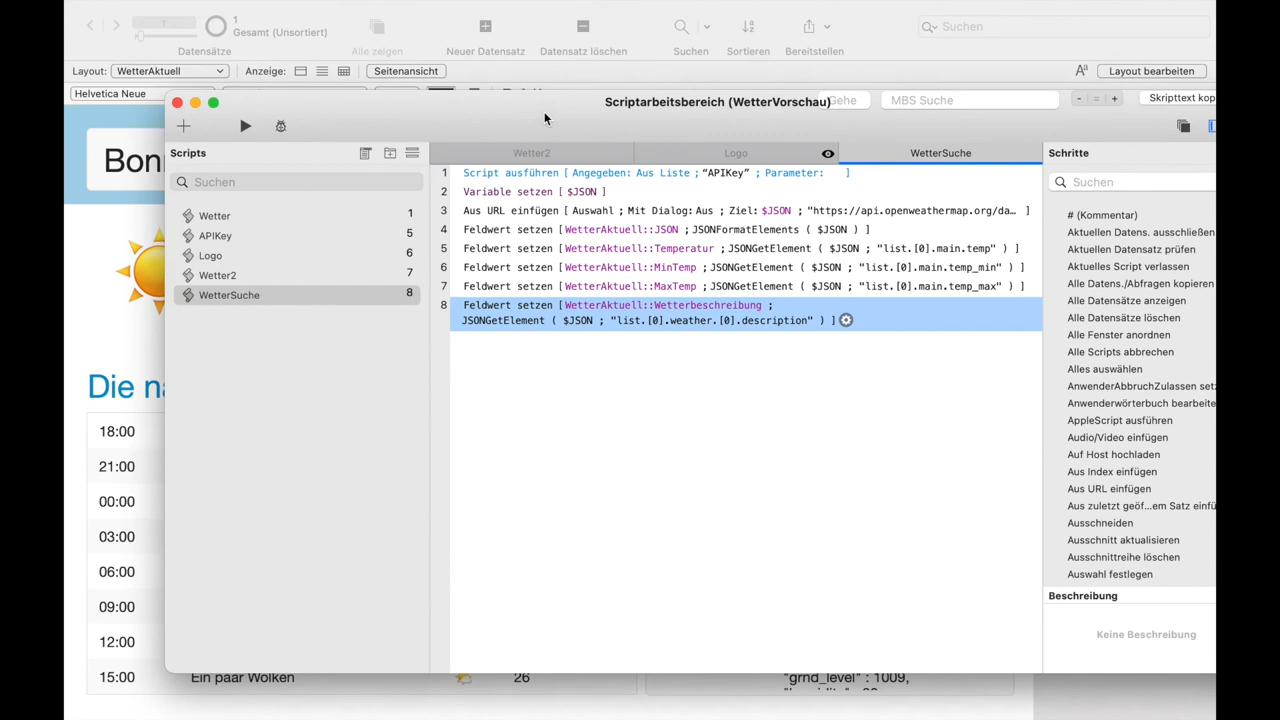 1
Gesamt (Unsortiert)
Datensätze
Alle zeigen
Neuer Datensatz
Datensatz löschen
Suchen
Sortieren
Bereitstellen
Suchen
Layout: WetterAktuell Anzeige: Seitenansicht
Layout bearbeiten
Helvetica Neue
Scriptarbeitsbereich (WetterVorschau)
Gehe
MBS Suche
- = +
Skripttext kop
Bon
Scripts
Suchen
Wetter 1
APIKey 5
Logo 6
Wetter2 7
WetterSuche 8
Wetter2
Logo
WetterSuche
1 Script ausführen [ Angegeben: Aus Liste ; “APIKey” ; Parameter: ]
2 Variable setzen [ $JSON ]
3 Aus URL einfügen [ Auswahl ; Mit Dialog: Aus ; Ziel: $JSON ; "https://api.openweathermap.org/da… ]
4 Feldwert setzen [ WetterAktuell::JSON ; JSONFormatElements ( $JSON ) ]
5 Feldwert setzen [ WetterAktuell::Temperatur ; JSONGetElement ( $JSON ; "list.[0].main.temp" ) ]
6 Feldwert setzen [ WetterAktuell::MinTemp ; JSONGetElement ( $JSON ; "list.[0].main.temp_min" ) ]
7 Feldwert setzen [ WetterAktuell::MaxTemp ; JSONGetElement ( $JSON ; "list.[0].main.temp_max" ) ]
8 Feldwert setzen [ WetterAktuell::Wetterbeschreibung ;
JSONGetElement ( $JSON ; "list.[0].weather.[0].description" ) ]
Schritte
Suchen
# (Kommentar)
Aktuellen Datens. ausschließen
Aktuellen Datensatz prüfen
Aktuelles Script verlassen
Alle Datens./Abfragen kopieren
Alle Datensätze anzeigen
Alle Datensätze löschen
Alle Fenster anordnen
Alle Scripts abbrechen
Alles auswählen
AnwenderAbbruchZulassen setz
Anwenderwörterbuch bearbeite
AppleScript ausführen
Audio/Video einfügen
Auf Host hochladen
Aus Index einfügen
Aus URL einfügen
Aus zuletzt geöf...em Satz einfü
Ausschneiden
Ausschnitt aktualisieren
Ausschnittreihe löschen
Auswahl festlegen
Beschreibung
Keine Beschreibung
Die nä
18:00
21:00
00:00
03:00
06:00
09:00
12:00
15:00 Ein paar Wolken 26
"grnd_level" : 1009,